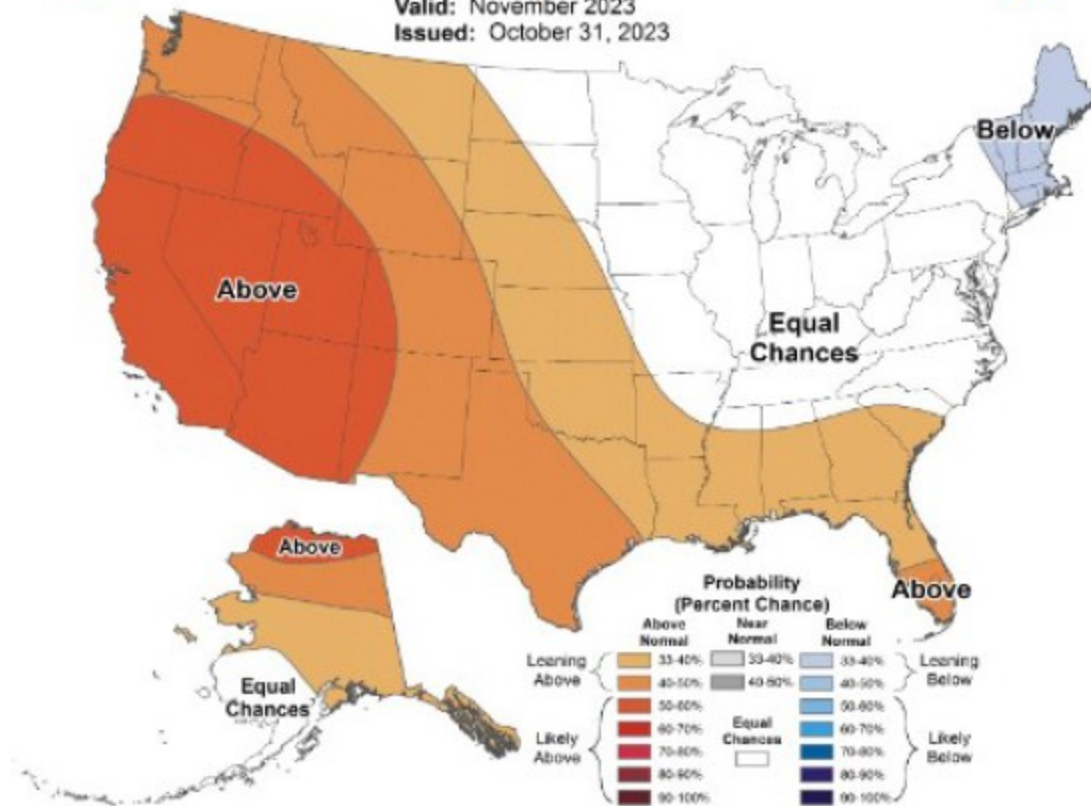 Valid: November 2023
Issued: October 31, 2023
Below
Above
Equal
Chances
Above
Above
Equal
Chances
Probability
(Percent Chance)
Above
Normal
Near
Normal
Below
Normal
Leaning
Above
33-40%
33-40%
33-40%
Leaning
Below
40-50%
40-50%
40-50%
Likely
Above
50-60%
Equal
Chances
50-60%
Likely
Below
60-70%
60-70%
70-80%
70-80%
80-90%
80-90%
90-100%
90-100%